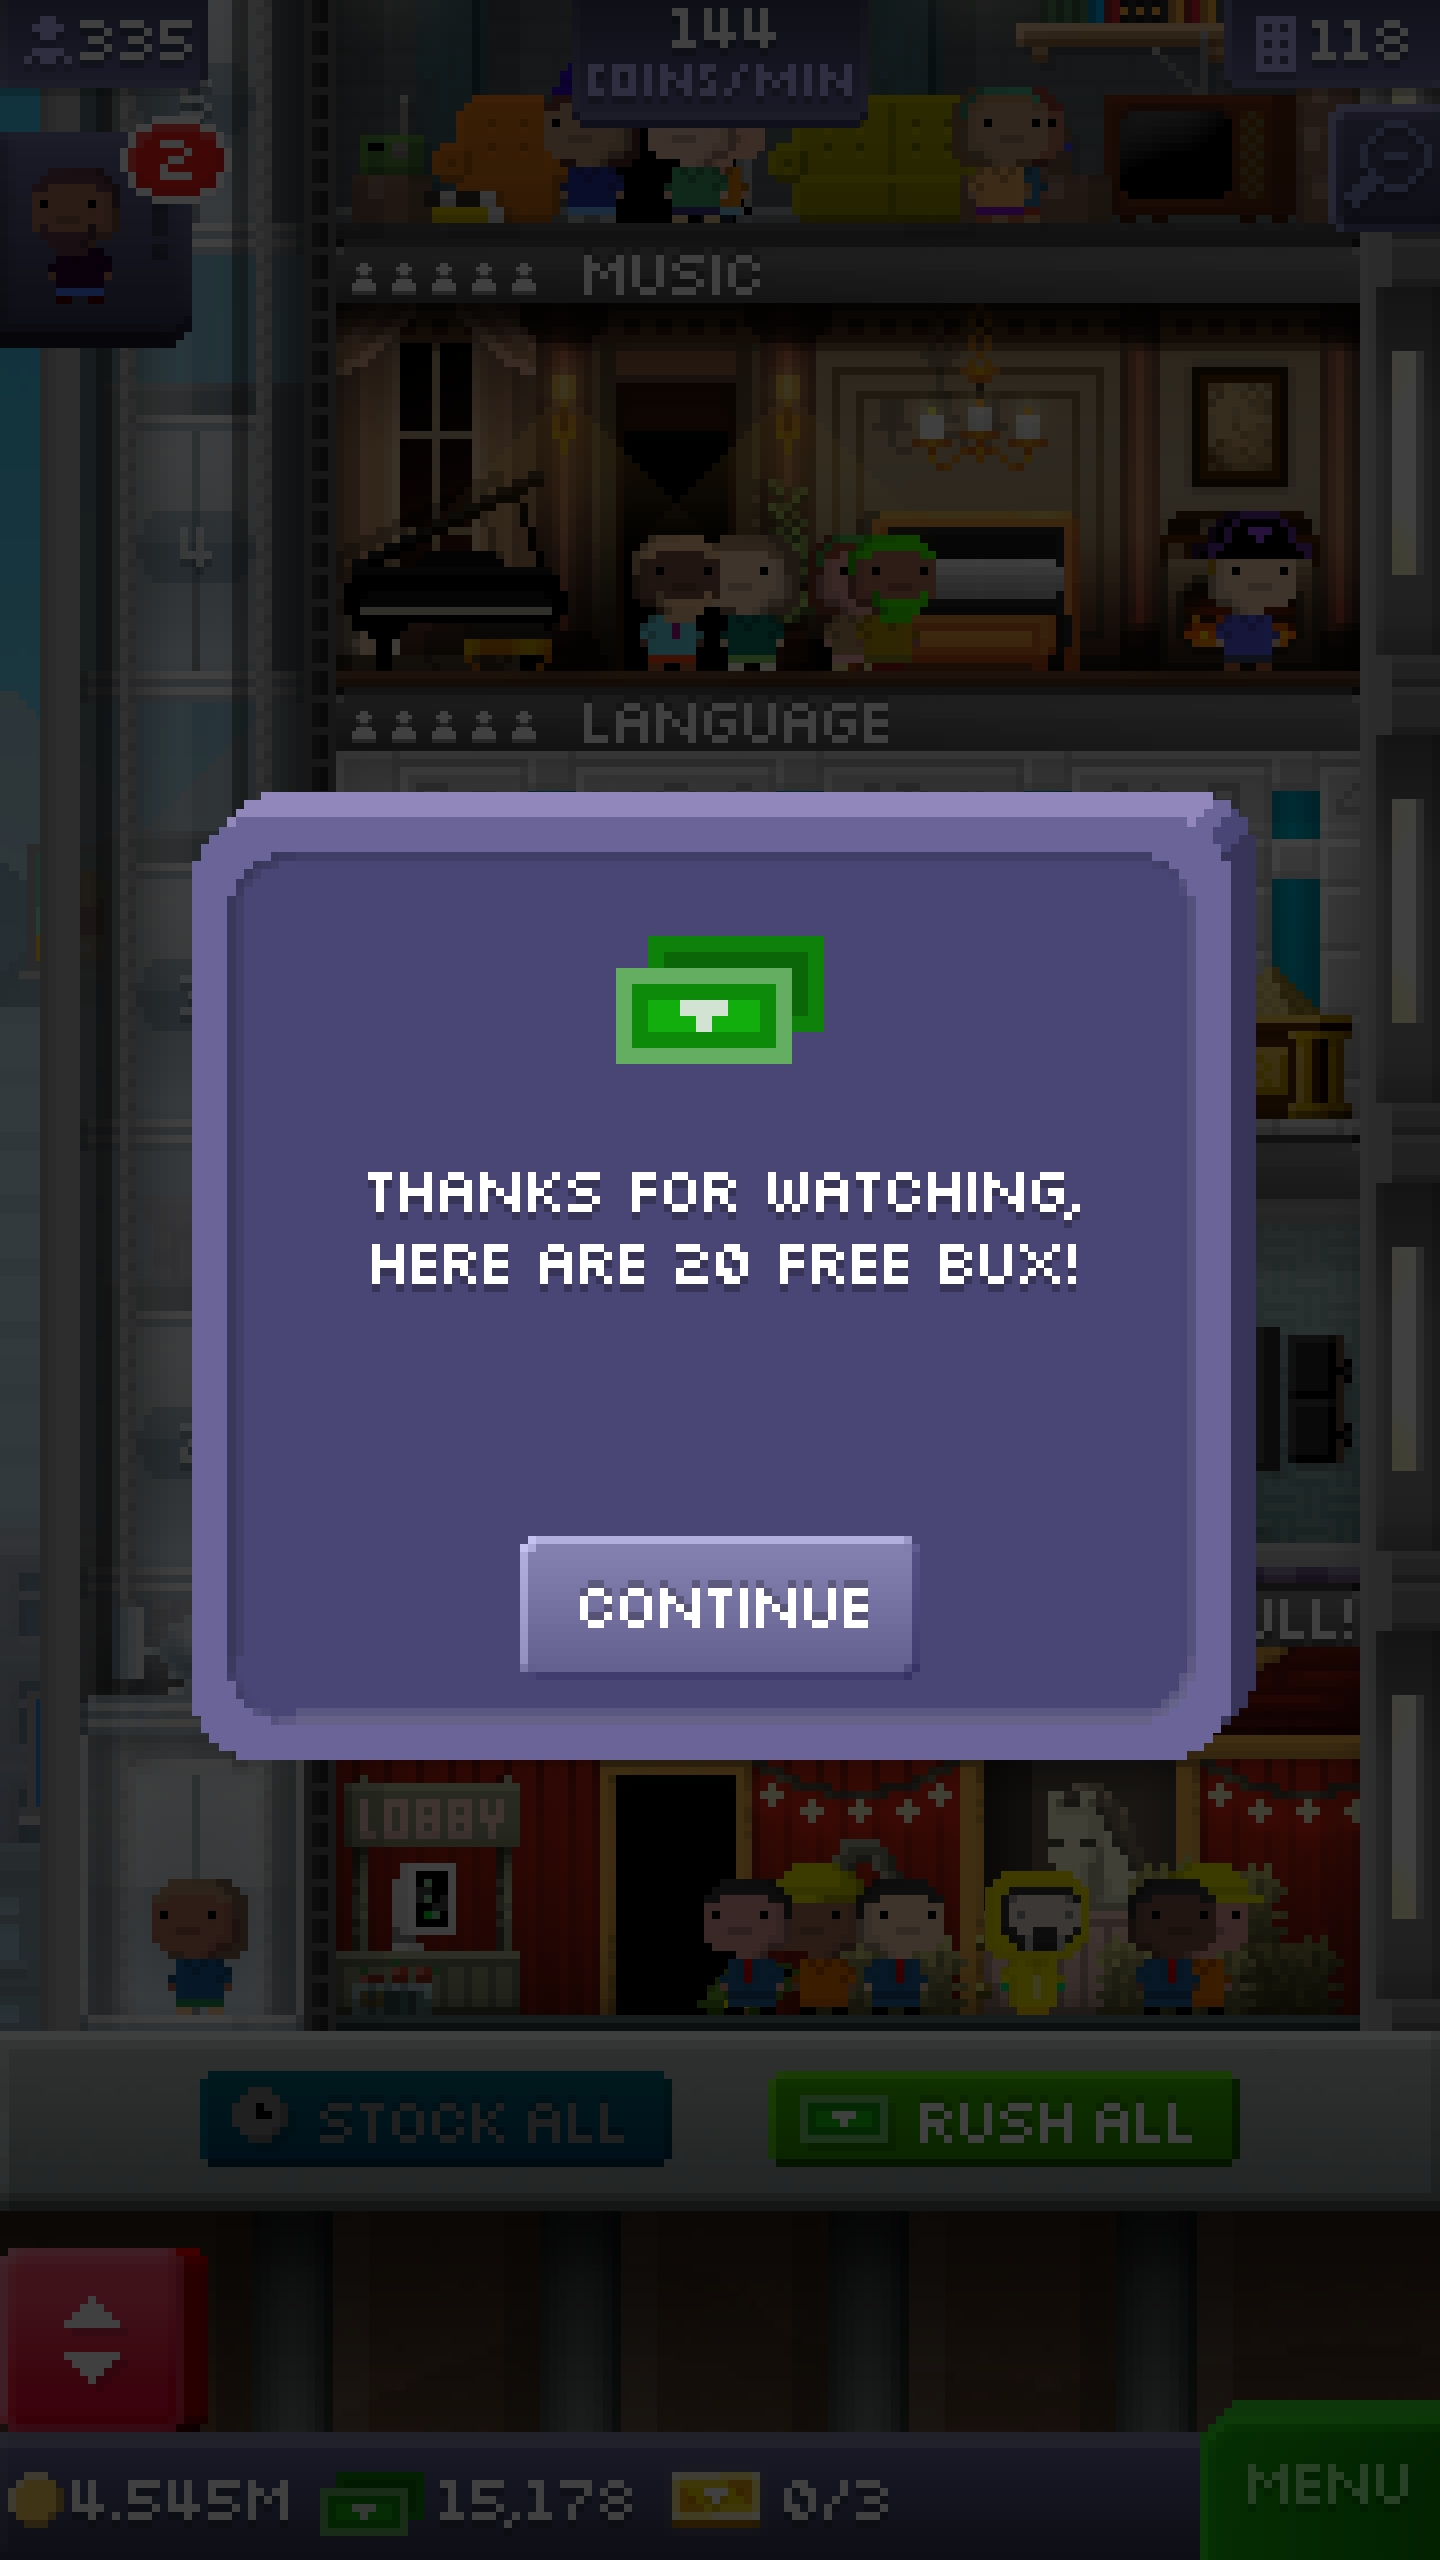 335
144
COINS/MIN
118
2
MUSIC
4
LANGUAGE
THANKS FOR WATCHING,
HERE ARE 20 FREE BUX!
CONTINUE
LOBBY
STOCK ALL
RUSH ALL
4.545M
15,178
0/3
MENU